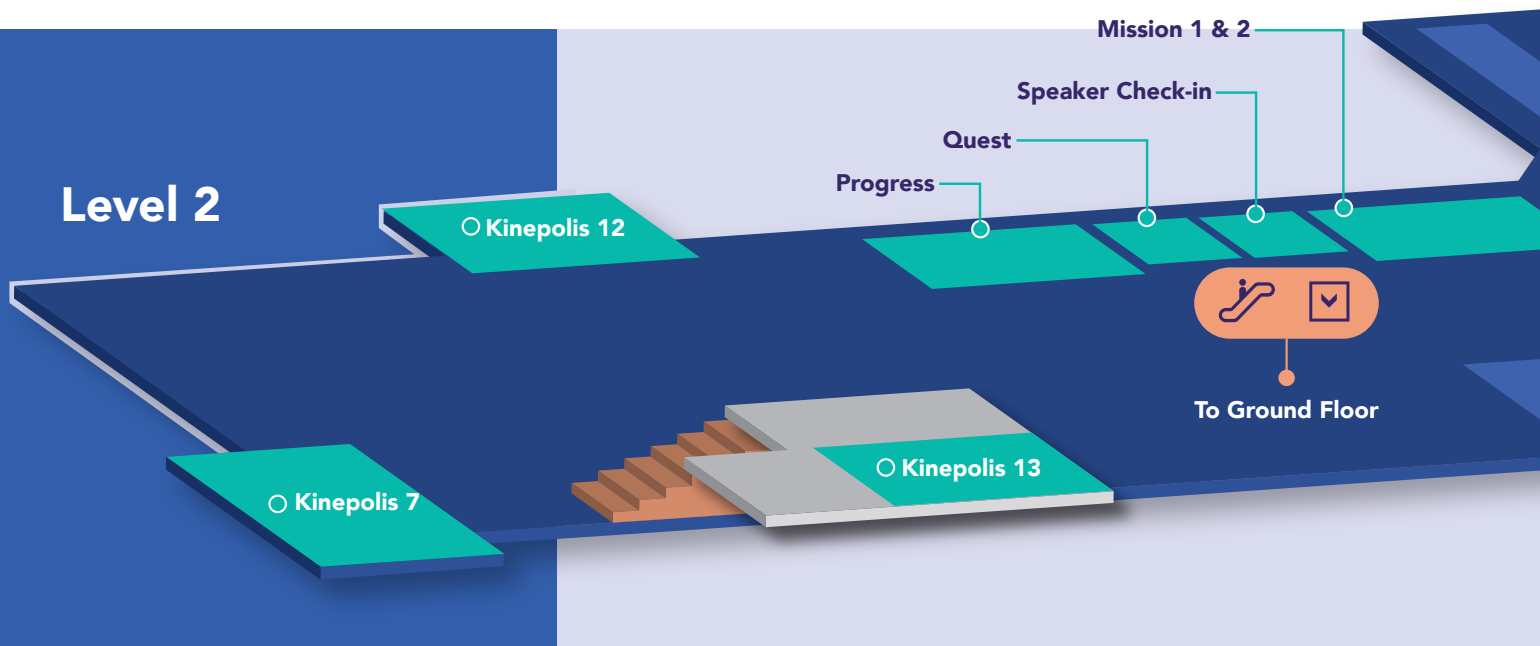 Mission 1 & 2
Speaker Check-in
Quest
Progress
Level 2
Kinepolis 12
To Ground Floor
Kinepolis 13
Kinepolis 7